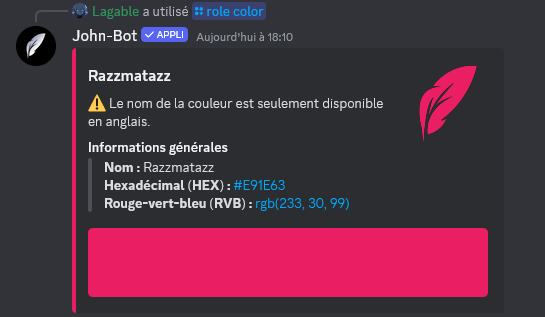 Lagable a utilisé role color
John-Bot APPLI Aujourd'hui à 18:10
Razzmatazz
⚠️ Le nom de la couleur est seulement disponible
en anglais.
Informations générales
Nom : Razzmatazz
Hexadécimal (HEX) : #E91E63
Rouge-vert-bleu (RVB) : rgb(233, 30, 99)